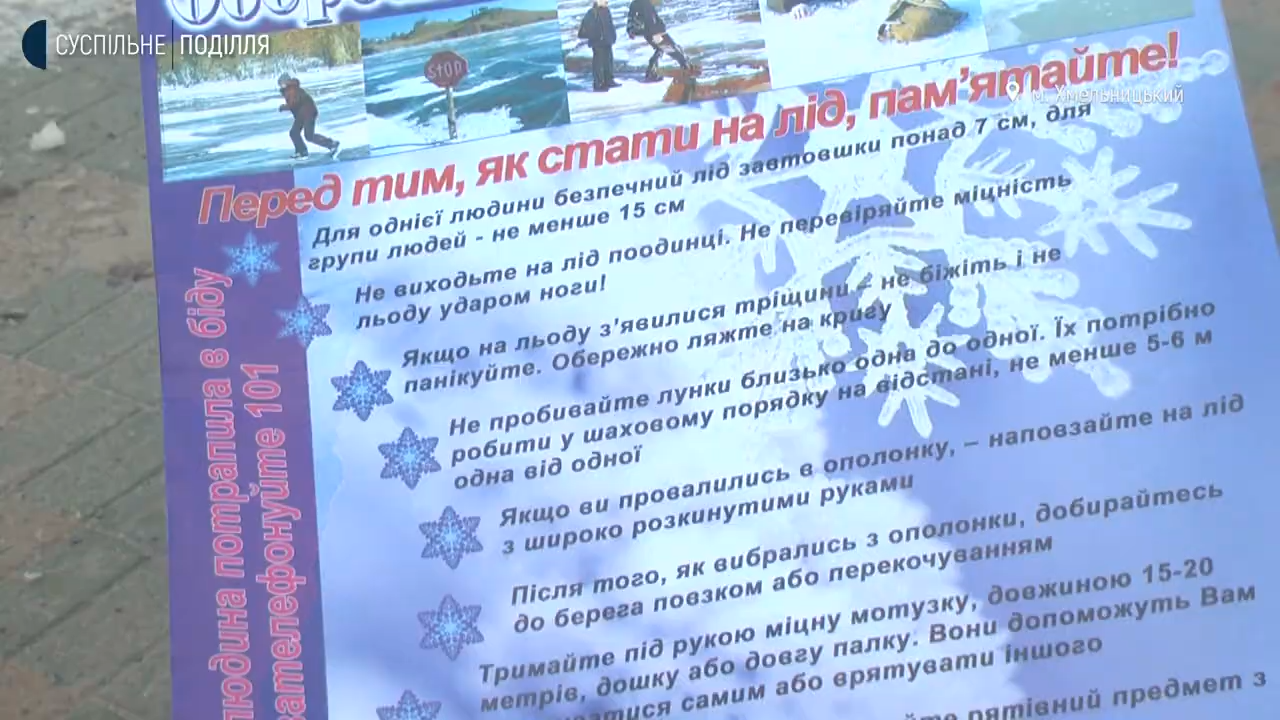 СУСПІЛЬНЕ ПОДІЛЛЯ
STOP
м. Хмельницький
Перед тим, як стати на лід, пам'ятайте!
Для однієї людини безпечний лід завтовшки понад 7 см, для
групи людей - не менше 15 см
Не виходьте на лід поодинці. Не перевіряйте міцність
льоду ударом ноги!
Якщо на льоду з'явилися тріщини – не біжіть і не
панікуйте. Обережно ляжте на кригу
Не пробивайте лунки близько одна до одної. Їх потрібно
робити у шаховому порядку на відстані, не менше 5-6 м
одна від одної
Якщо ви провалились в ополонку, – наповзайте на лід
з широко розкинутими руками
Після того, як вибрались з ополонки, добирайтесь
до берега повзком або перекочуванням
Тримайте під рукою міцну мотузку, довжиною 15-20
метрів, дошку або довгу палку. Вони допоможуть Вам
самим або врятувати іншого
рятівний предмет з
людина потрапила в біду
зателефонуйте 101